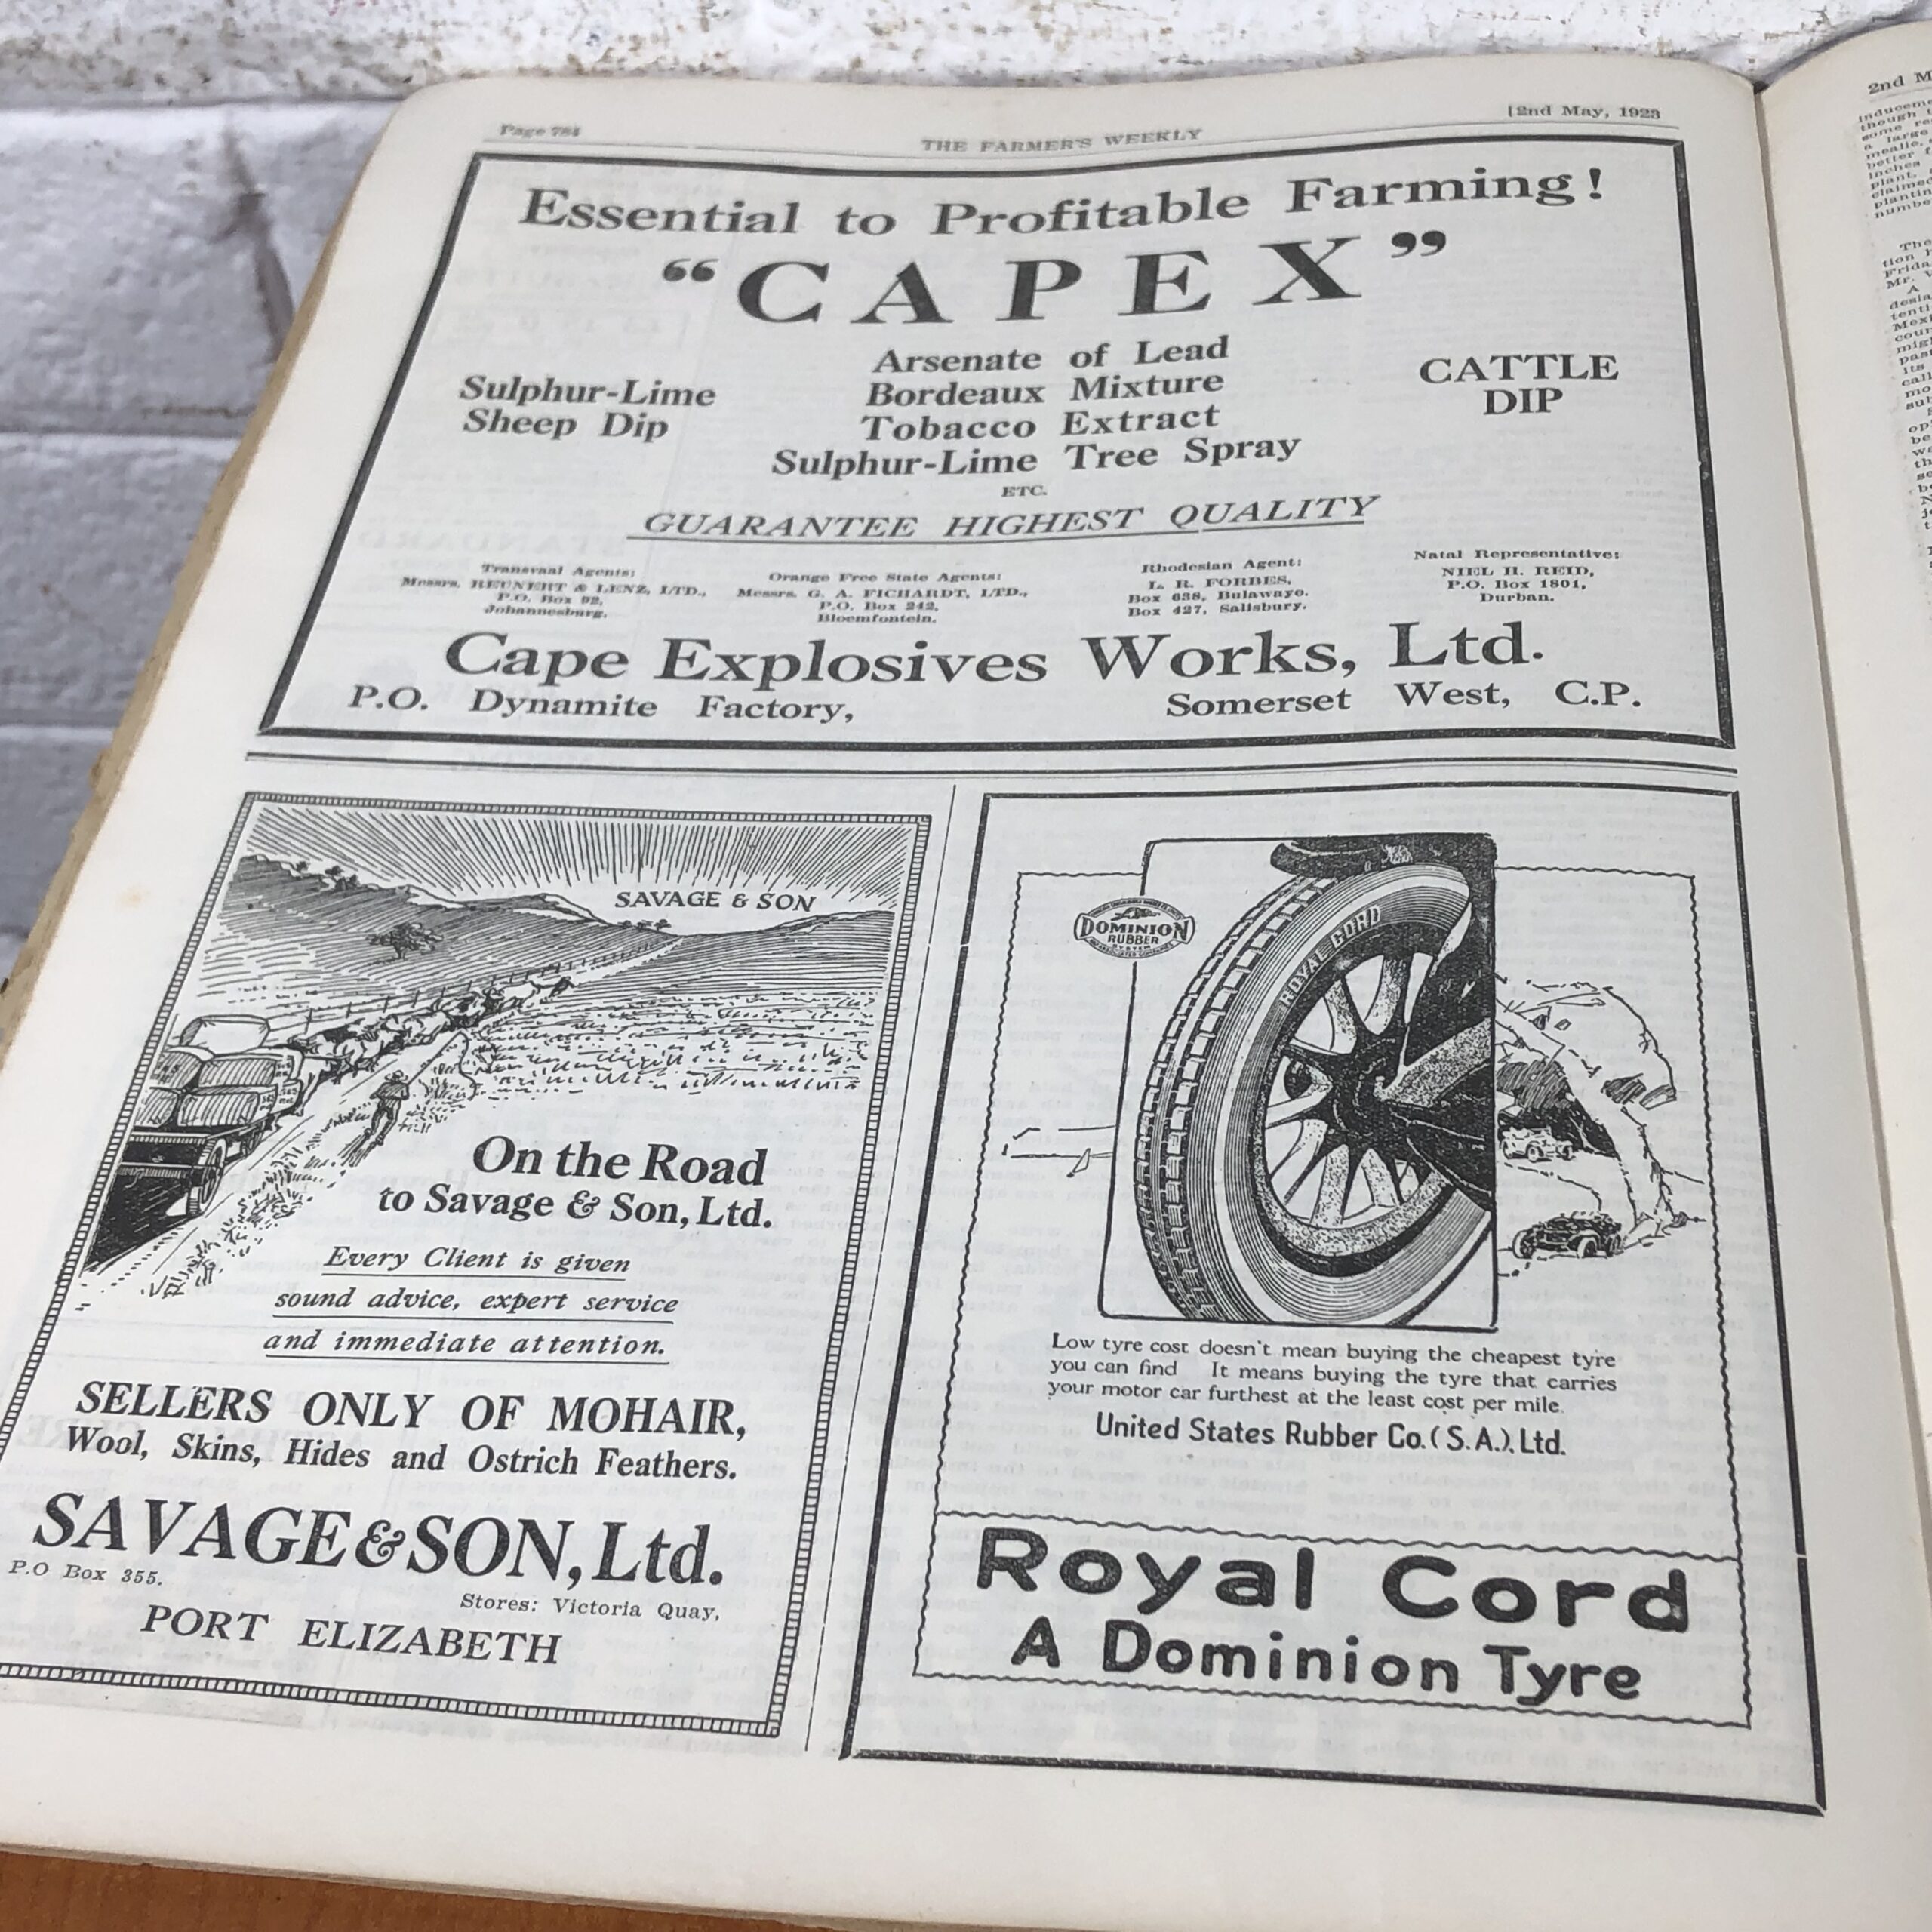 Page 784
THE FARMER'S WEEKLY
[2nd May, 1923
Essential to Profitable Farming!
“CAPEX”
Sulphur-Lime
Sheep Dip
Arsenate of Lead
Bordeaux Mixture
Tobacco Extract
Sulphur-Lime Tree Spray
ETC.
CATTLE
DIP
GUARANTEE HIGHEST QUALITY
Transvaal Agents:
Messrs. REUNERT & LENZ, LTD.,
P.O. Box 92,
Johannesburg.
Orange Free State Agents:
Messrs. G. A. FICHARDT, LTD.,
P.O. Box 242,
Bloemfontein.
Rhodesian Agent:
L. R. FORBES,
Box 638, Bulawayo.
Box 427, Salisbury.
Natal Representative:
NIEL H. REID,
P.O. Box 1801,
Durban.
Cape Explosives Works, Ltd.
P.O. Dynamite Factory, Somerset West, C.P.
SAVAGE & SON
On the Road
to Savage & Son, Ltd.
Every Client is given
sound advice, expert service
and immediate attention.
SELLERS ONLY OF MOHAIR,
Wool, Skins, Hides and Ostrich Feathers.
SAVAGE & SON, Ltd.
P.O Box 355.
Stores: Victoria Quay,
PORT ELIZABETH
DOMINION
RUBBER
SYSTEM
ROYAL CORD
Low tyre cost doesn't mean buying the cheapest tyre
you can find It means buying the tyre that carries
your motor car furthest at the least cost per mile.
United States Rubber Co. (S.A.), Ltd.
Royal Cord
A Dominion Tyre
2nd M